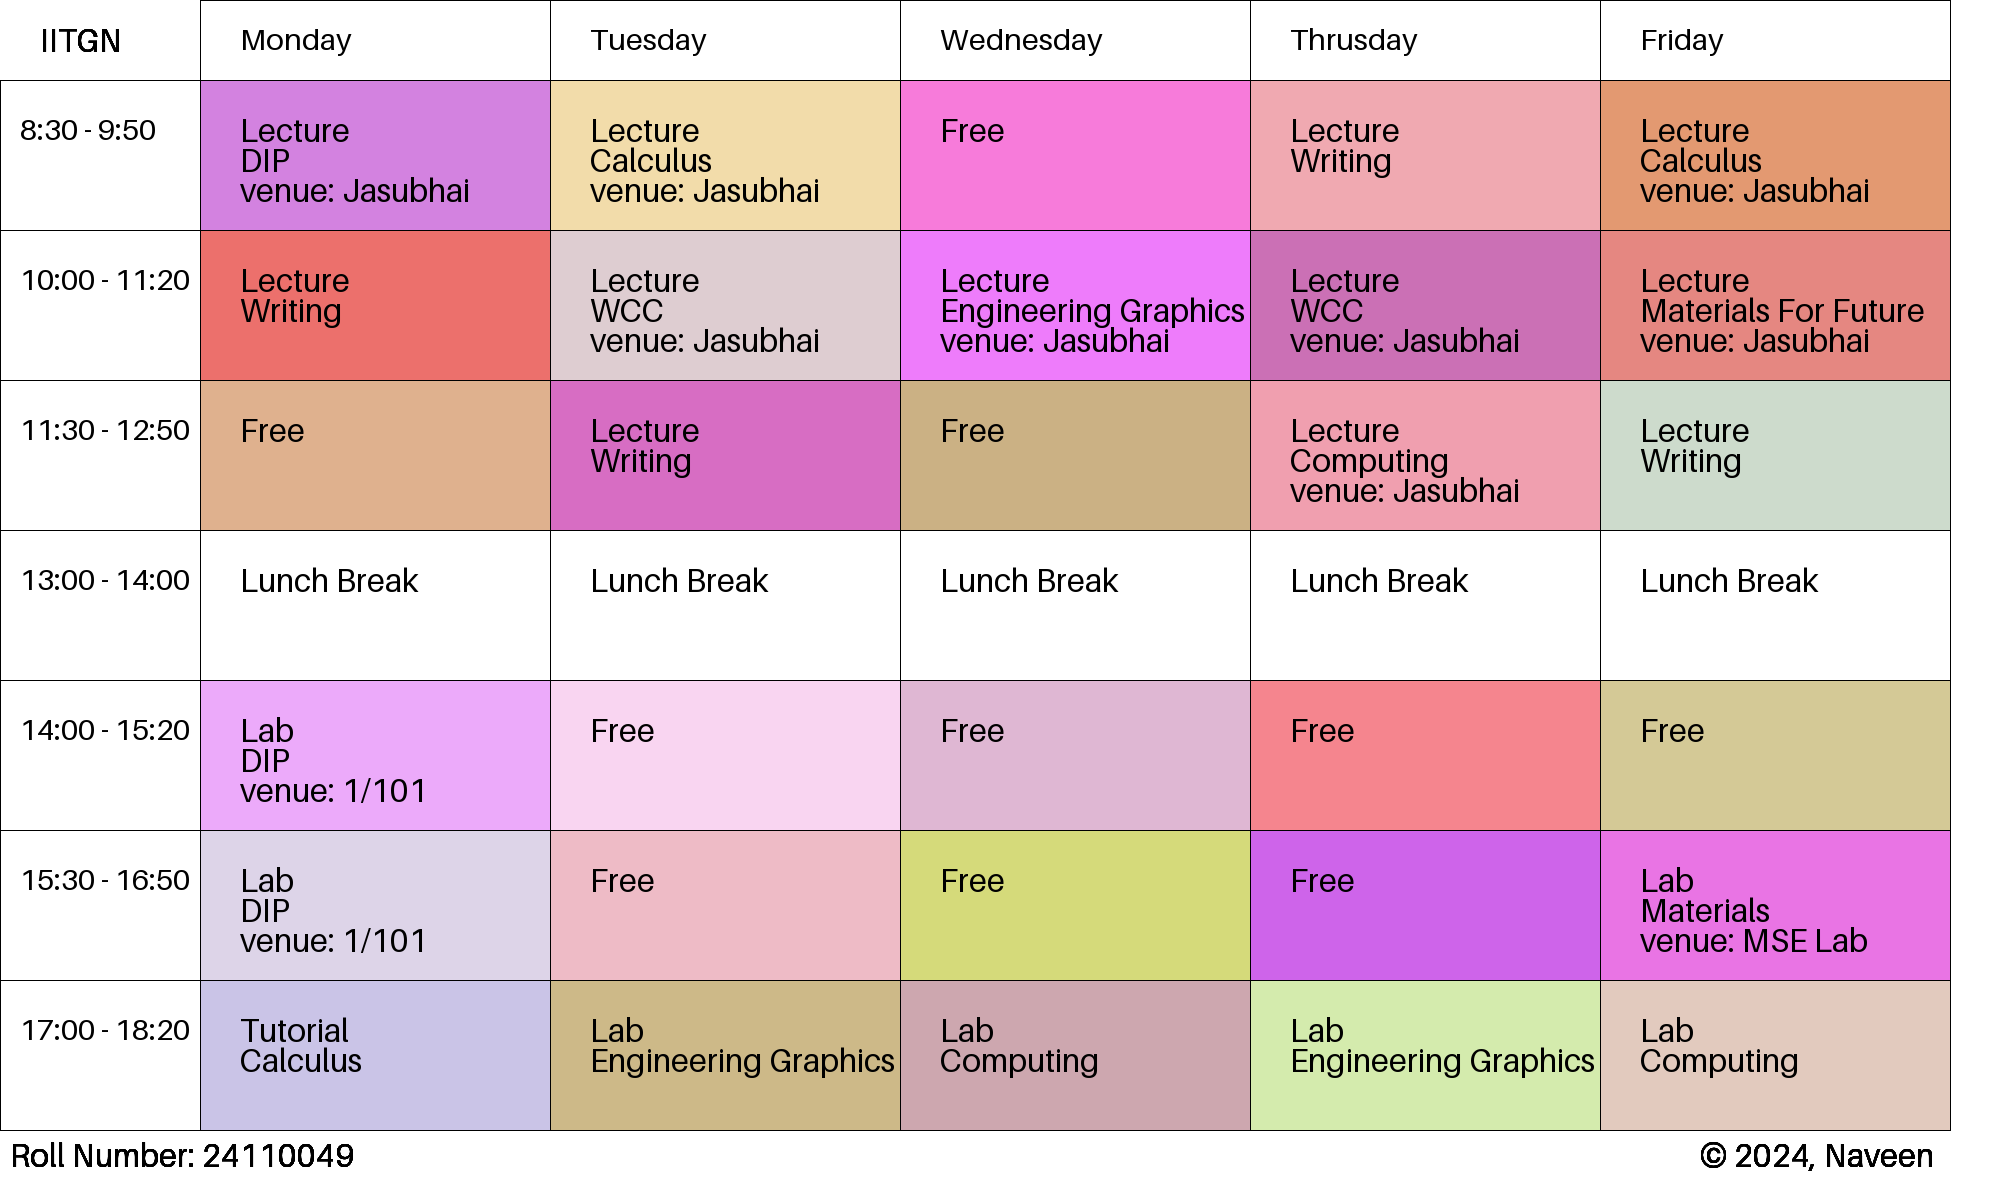 IITGN
Monday
Tuesday
Wednesday
Thrusday
Friday
8:30 - 9:50
Lecture
DIP
venue: Jasubhai
Lecture
Calculus
venue: Jasubhai
Free
Lecture
Writing
Lecture
Calculus
venue: Jasubhai
10:00 - 11:20
Lecture
Writing
Lecture
WCC
venue: Jasubhai
Lecture
Engineering Graphics
venue: Jasubhai
Lecture
WCC
venue: Jasubhai
Lecture
Materials For Future
venue: Jasubhai
11:30 - 12:50
Free
Lecture
Writing
Free
Lecture
Computing
venue: Jasubhai
Lecture
Writing
13:00 - 14:00
Lunch Break
Lunch Break
Lunch Break
Lunch Break
Lunch Break
14:00 - 15:20
Lab
DIP
venue: 1/101
Free
Free
Free
Free
15:30 - 16:50
Lab
DIP
venue: 1/101
Free
Free
Free
Lab
Materials
venue: MSE Lab
17:00 - 18:20
Tutorial
Calculus
Lab
Engineering Graphics
Lab
Computing
Lab
Engineering Graphics
Lab
Computing
Roll Number: 24110049
© 2024, Naveen